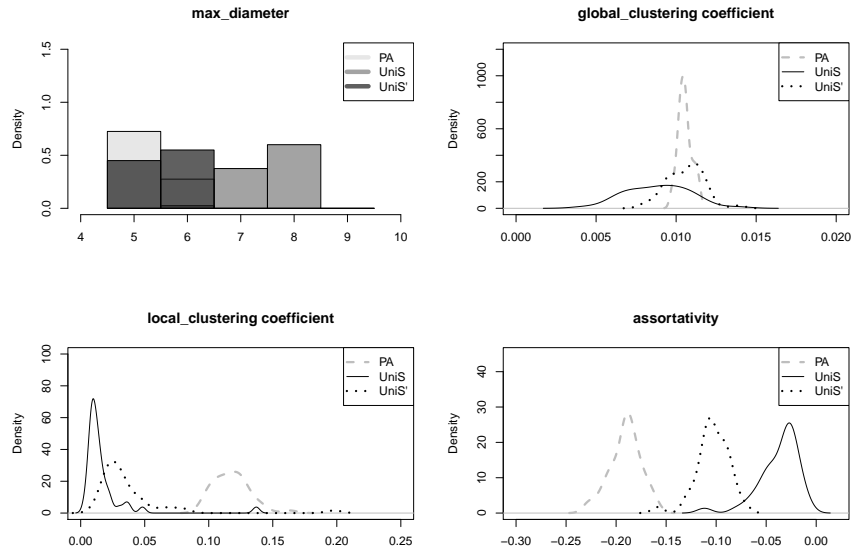 max_diameter
Density
0.0 0.5 1.0 1.5
4 5 6 7 8 9 10
PA
UniS
UniS'
global_clustering coefficient
Density
0 200 600 1000
0.000 0.005 0.010 0.015 0.020
PA
UniS
UniS'
local_clustering coefficient
Density
0 20 40 60 80 100
0.00 0.05 0.10 0.15 0.20 0.25
PA
UniS
UniS'
assortativity
Density
0 10 20 30 40
−0.30 −0.25 −0.20 −0.15 −0.10 −0.05 0.00
PA
UniS
UniS'